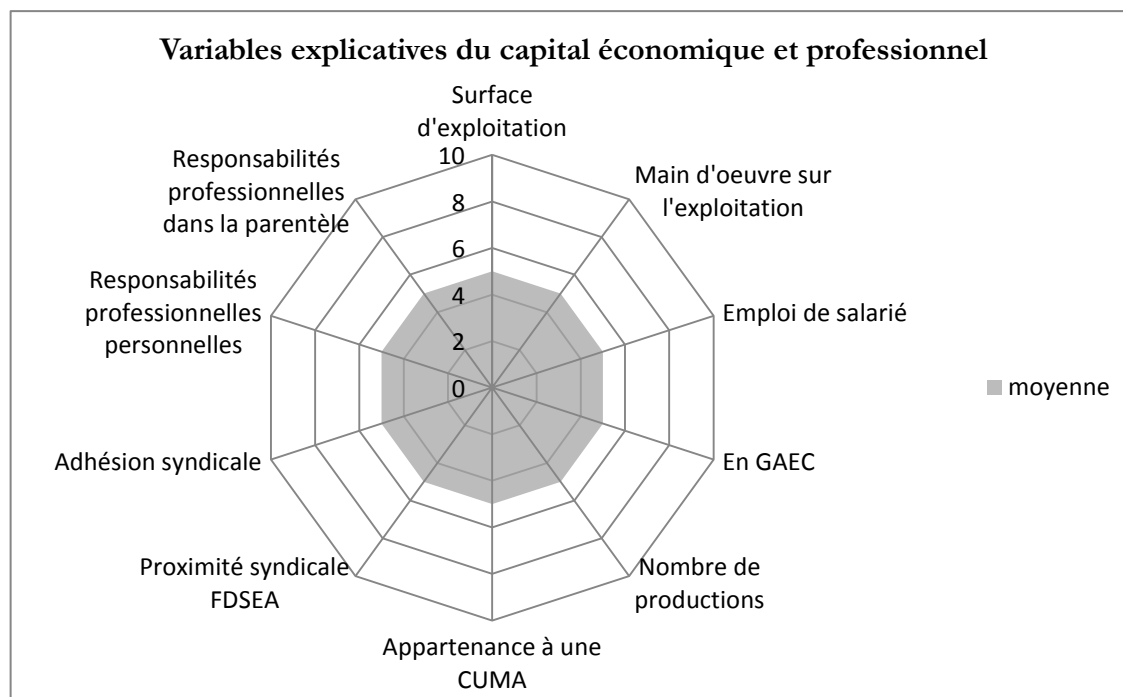 Variables explicatives du capital économique et professionnel
Surface
d'exploitation
Main d'oeuvre sur
l'exploitation
Emploi de salarié
En GAEC
Nombre de
productions
Appartenance à une
CUMA
Proximité syndicale
FDSEA
Adhésion syndicale
Responsabilités
professionnelles
personnelles
Responsabilités
professionnelles
dans la parentèle
10
8
6
4
2
0
moyenne